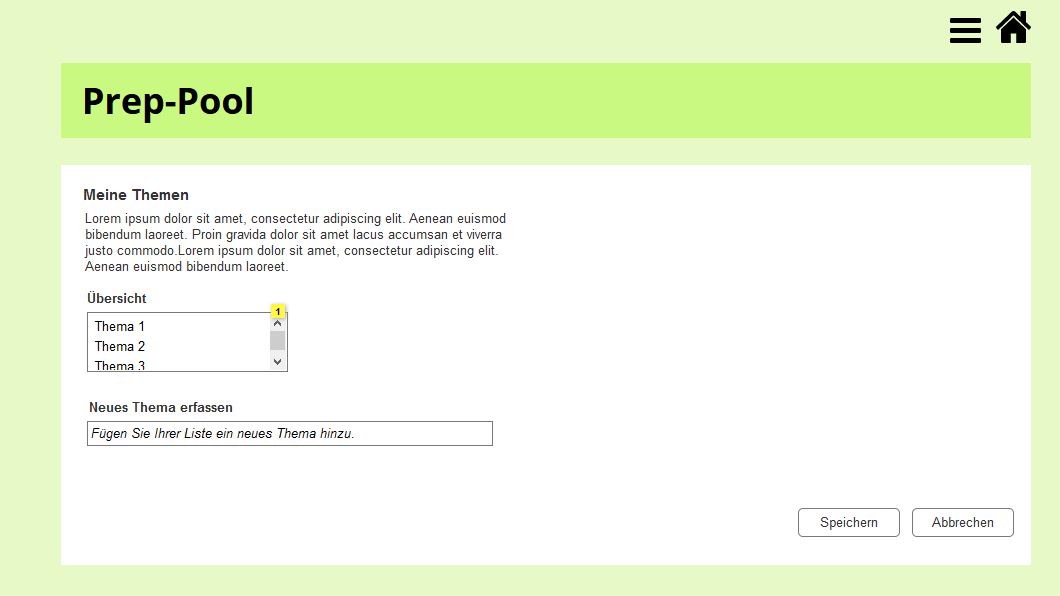 Prep-Pool
Meine Themen
Lorem ipsum dolor sit amet, consectetur adipiscing elit. Aenean euismod
bibendum laoreet. Proin gravida dolor sit amet lacus accumsan et viverra
justo commodo.Lorem ipsum dolor sit amet, consectetur adipiscing elit.
Aenean euismod bibendum laoreet.
Übersicht
1
Thema 1
Thema 2
Thema 3
Neues Thema erfassen
Fügen Sie Ihrer Liste ein neues Thema hinzu.
Speichern Abbrechen